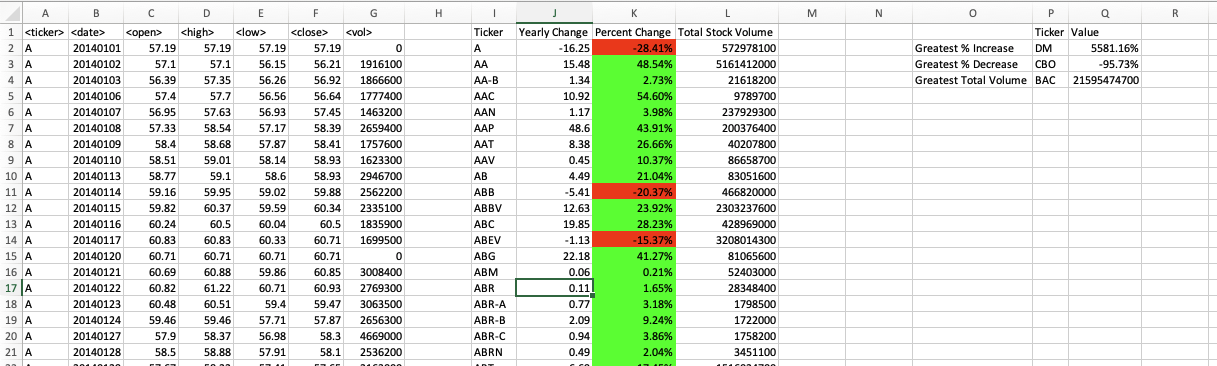 A B C D E F G H I J K L M N O P Q R
1 <ticker> <date> <open> <high> <low> <close> <vol> Ticker Yearly Change Percent Change Total Stock Volume Ticker Value
2 A 20140101 57.19 57.19 57.19 57.19 0 A -16.25 -28.41% 572978100 Greatest % Increase DM 5581.16%
3 A 20140102 57.1 57.1 56.15 56.21 1916100 AA 15.48 48.54% 5161412000 Greatest % Decrease CBO -95.73%
4 A 20140103 56.39 57.35 56.26 56.92 1866600 AA-B 1.34 2.73% 21618200 Greatest Total Volume BAC 21595474700
5 A 20140106 57.4 57.7 56.56 56.64 1777400 AAC 10.92 54.60% 9789700
6 A 20140107 56.95 57.63 56.93 57.45 1463200 AAN 1.17 3.98% 237929300
7 A 20140108 57.33 58.54 57.17 58.39 2659400 AAP 48.6 43.91% 200376400
8 A 20140109 58.4 58.68 57.87 58.41 1757600 AAT 8.38 26.66% 40207800
9 A 20140110 58.51 59.01 58.14 58.93 1623300 AAV 0.45 10.37% 86658700
10 A 20140113 58.77 59.1 58.6 58.93 2946700 AB 4.49 21.04% 83051600
11 A 20140114 59.16 59.95 59.02 59.88 2562200 ABB -5.41 -20.37% 466820000
12 A 20140115 59.82 60.37 59.59 60.34 2335100 ABBV 12.63 23.92% 2303237600
13 A 20140116 60.24 60.5 60.04 60.5 1835900 ABC 19.85 28.23% 428969000
14 A 20140117 60.83 60.83 60.33 60.71 1699500 ABEV -1.13 -15.37% 3208014300
15 A 20140120 60.71 60.71 60.71 60.71 0 ABG 22.18 41.27% 81065600
16 A 20140121 60.69 60.88 59.86 60.85 3008400 ABM 0.06 0.21% 52403000
17 A 20140122 60.82 61.22 60.71 60.93 2769300 ABR 0.11 1.65% 28348400
18 A 20140123 60.48 60.51 59.4 59.47 3063500 ABR-A 0.77 3.18% 1798500
19 A 20140124 59.46 59.46 57.71 57.87 2656300 ABR-B 2.09 9.24% 1722000
20 A 20140127 57.9 58.37 56.98 58.3 4669000 ABR-C 0.94 3.86% 1758200
21 A 20140128 58.5 58.88 57.91 58.1 2536200 ABRN 0.49 2.04% 3451100